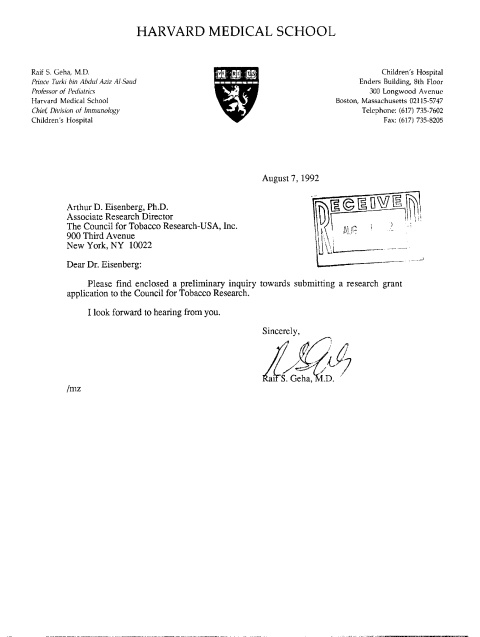 HARVARD MEDICAL SCHOOL
Raif S. Geha, M.D.
Prince Turki bin Abdul Aziz Al-Saud
Professor of Pediatrics
Harvard Medical School
Chief, Division of Immunology
Children's Hospital
Children's Hospital
Enders Building, 8th Floor
300 Longwood Avenue
Boston, Massachusetts 02115-5747
Telephone: (617) 735-7602
Fax: (617) 735-8205
August 7, 1992
RECEIVED
Arthur D. Eisenberg, Ph.D.
Associate Research Director
The Council for Tobacco Research-USA, Inc.
900 Third Avenue
New York, NY 10022
Dear Dr. Eisenberg:
Please find enclosed a preliminary inquiry towards submitting a research grant
application to the Council for Tobacco Research.
I look forward to hearing from you.
Sincerely,
Raif S. Geha, M.D.
/mz